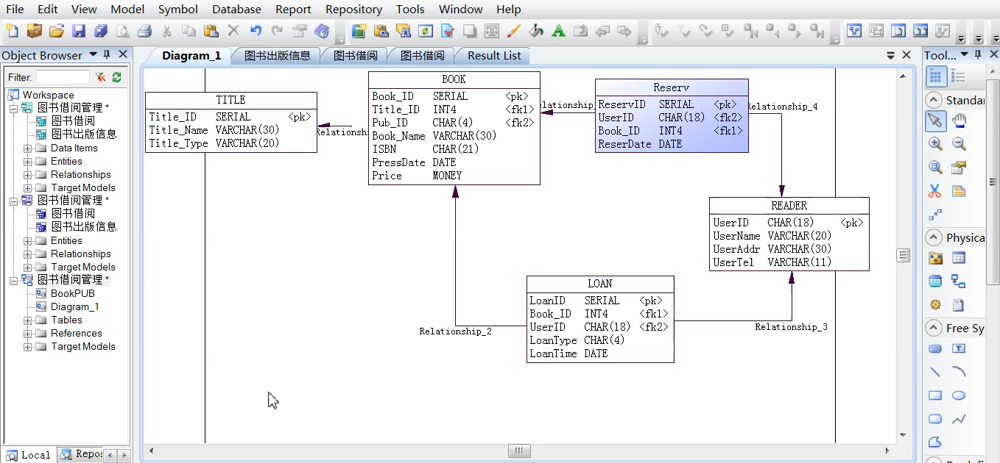 File Edit View Model Symbol Database Report Repository Tools Window Help
Object Browser
Filter:
Workspace
图书借阅管理 *
图书借阅
图书出版信息
Data Items
Entities
Relationships
Target Models
图书借阅管理 *
图书借阅
图书出版信息
Entities
Relationships
Target Models
图书借阅管理 *
BookPUB
Diagram_1
Tables
References
Target Models
Local Repos
Diagram_1 图书出版信息 图书借阅 图书借阅 Result List
TITLE
Title_ID SERIAL <pk>
Title_Name VARCHAR(30)
Title_Type VARCHAR(20)
Relationshi
BOOK
Book_ID SERIAL <pk>
Title_ID INT4 <fk1>
Pub_ID CHAR(4) <fk2>
Book_Name VARCHAR(30)
ISBN CHAR(21)
PressDate DATE
Price MONEY
elationship_
Reserv
ReservID SERIAL <pk>
UserID CHAR(18) <fk2>
Book_ID INT4 <fk1>
ReserDate DATE
Relationship_4
READER
UserID CHAR(18) <pk>
UserName VARCHAR(20)
UserAddr VARCHAR(30)
UserTel VARCHAR(11)
LOAN
LoanID SERIAL <pk>
Book_ID INT4 <fk1>
UserID CHAR(18) <fk2>
LoanType CHAR(4)
LoanTime DATE
Relationship_2
Relationship_3
Tool...
Standar
Physica
Free Sy